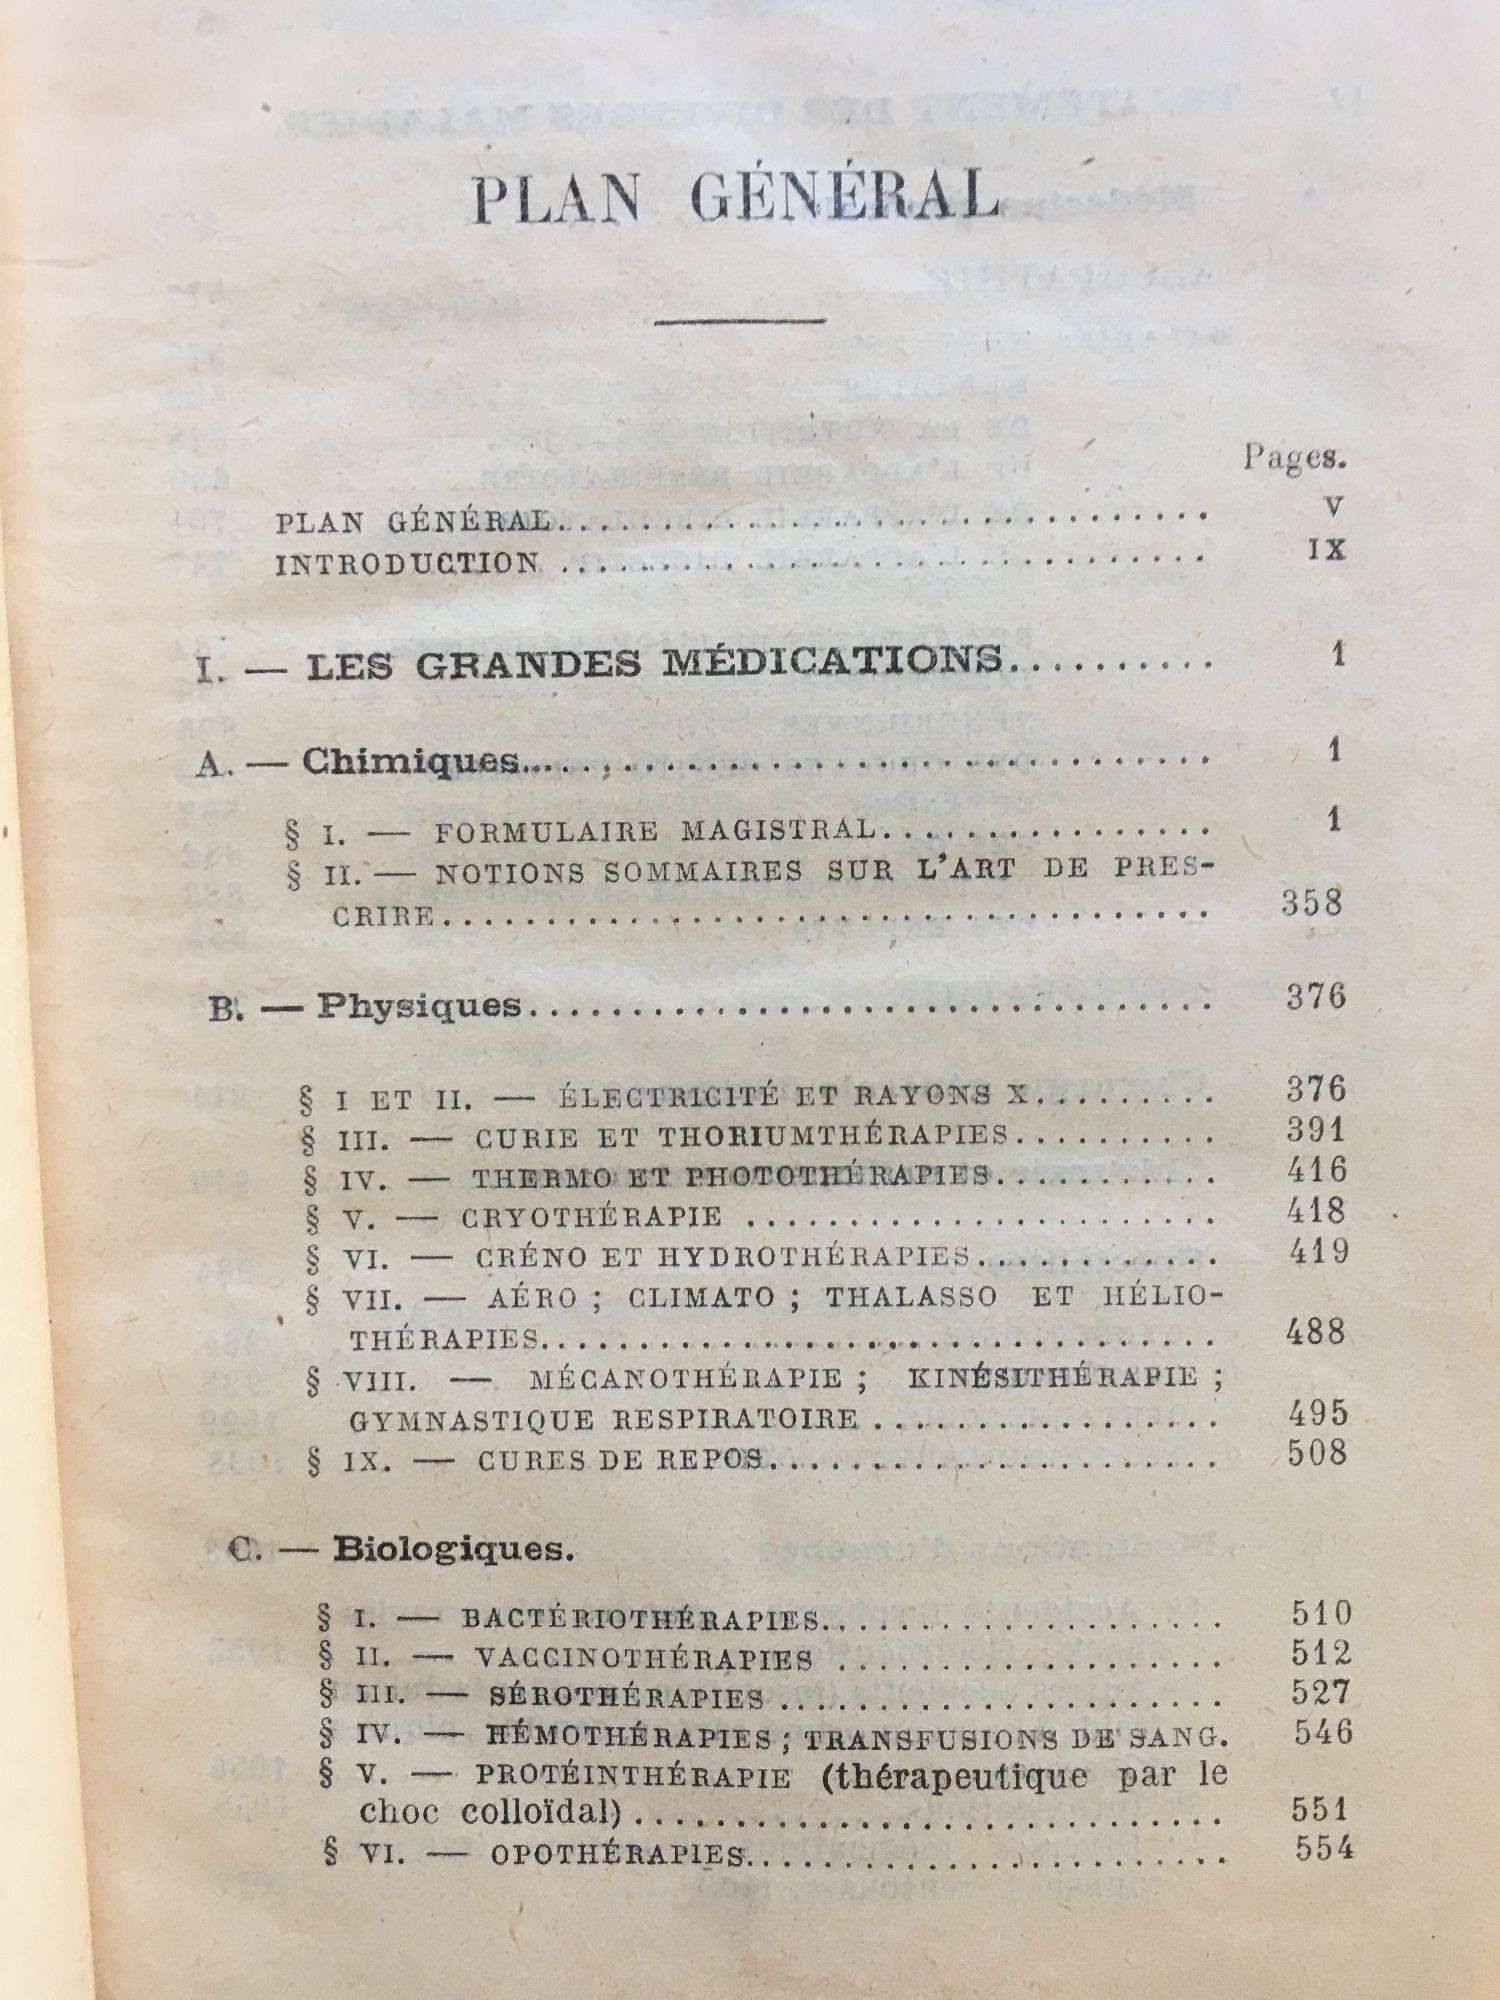 PLAN GÉNÉRAL
Pages.
PLAN GÉNÉRAL.............................. V
INTRODUCTION .............................. IX
I. — LES GRANDES MÉDICATIONS.......... 1
A. — Chimiques.............................. 1
§ I. — FORMULAIRE MAGISTRAL................ 1
§ II. — NOTIONS SOMMAIRES SUR L'ART DE PRES-
CRIRE.............................. 358
B. — Physiques.............................. 376
§ I ET II. — ÉLECTRICITÉ ET RAYONS X......... 376
§ III. — CURIE ET THORIUMTHÉRAPIES.......... 391
§ IV. — THERMO ET PHOTOTHÉRAPIES........... 416
§ V. — CRYOTHÉRAPIE ...................... 418
§ VI. — CRÉNO ET HYDROTHÉRAPIES............ 419
§ VII. — AÉRO ; CLIMATO ; THALASSO ET HÉLIO-
THÉRAPIES.............................. 488
§ VIII. — MÉCANOTHÉRAPIE ; KINÉSITHÉRAPIE ;
GYMNASTIQUE RESPIRATOIRE ................. 495
§ IX. — CURES DE REPOS...................... 508
C. — Biologiques.
§ I. — BACTÉRIOTHÉRAPIES.................... 510
§ II. — VACCINOTHÉRAPIES ................... 512
§ III. — SÉROTHÉRAPIES ..................... 527
§ IV. — HÉMOTHÉRAPIES ; TRANSFUSIONS DE SANG. 546
§ V. — PROTÉINTHÉRAPIE (thérapeutique par le
choc colloïdal).............................. 551
§ VI. — OPOTHÉRAPIES........................ 554